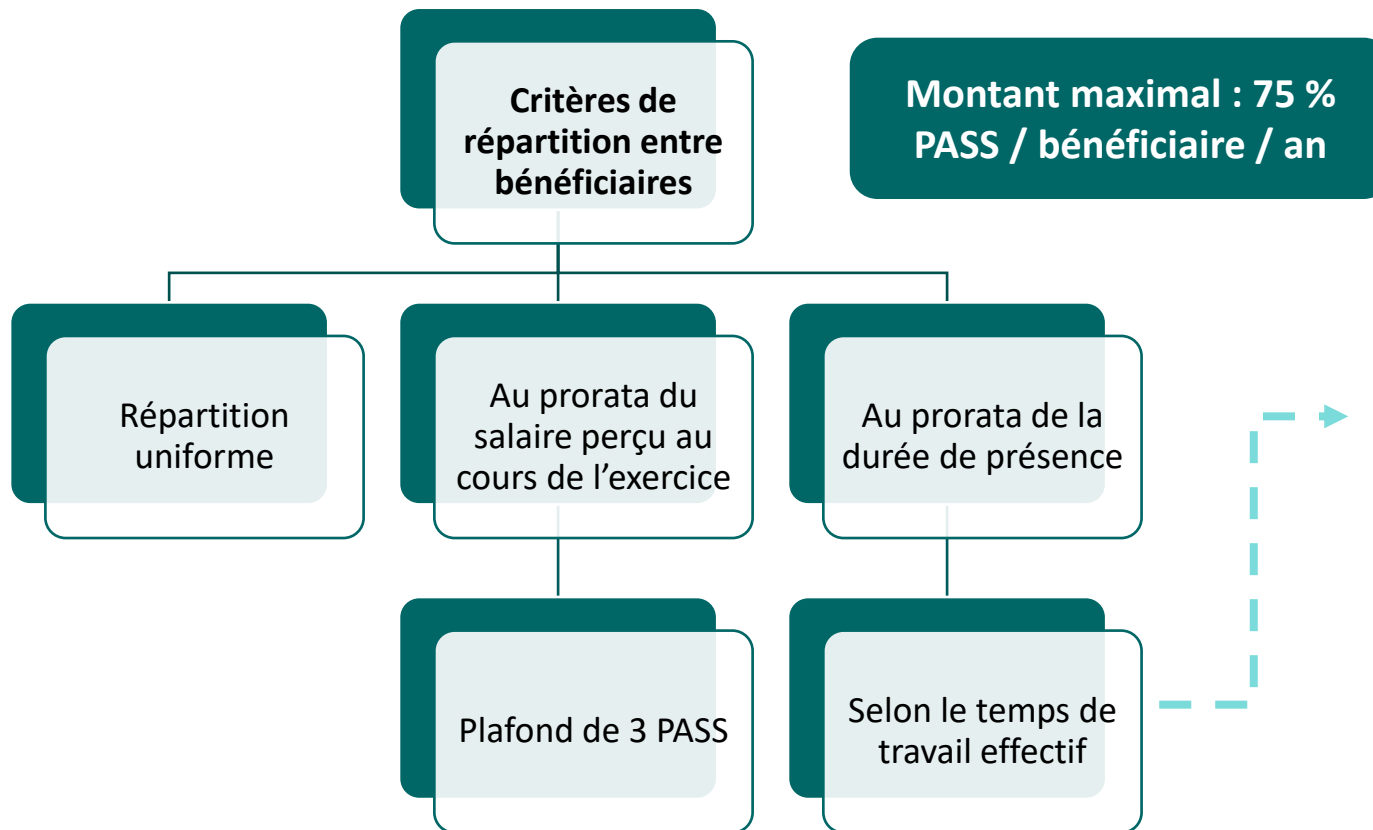 Critères de
répartition entre
bénéficiaires
Montant maximal : 75 %
PASS / bénéficiaire / an
Répartition
uniforme
Au prorata du
salaire perçu au
cours de l’exercice
Au prorata de la
durée de présence
Plafond de 3 PASS
Selon le temps de
travail effectif